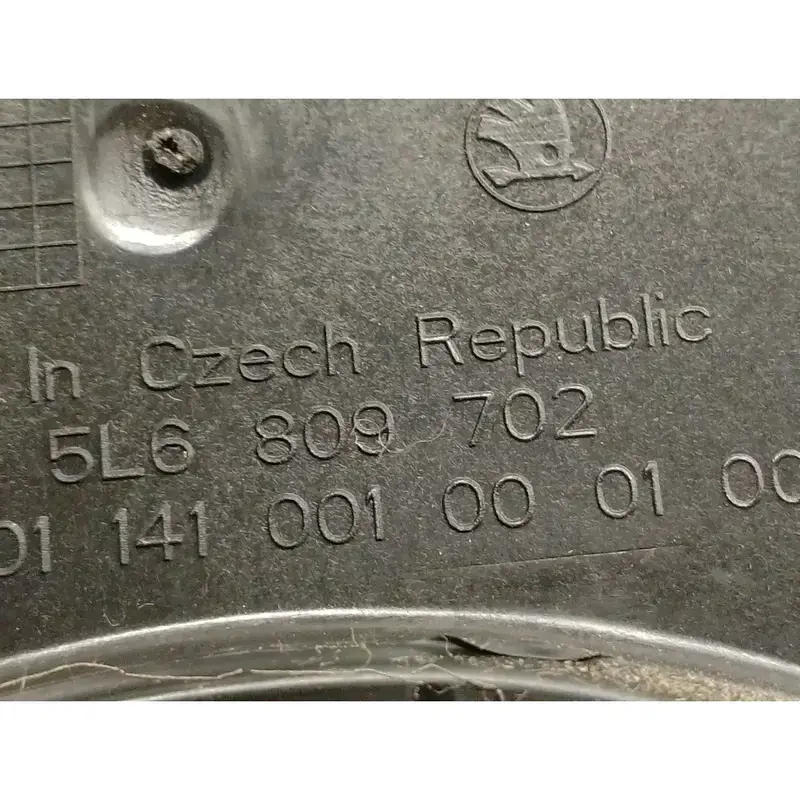 In Czech Republic
5L6 809 702
01 141 001 00 01 00